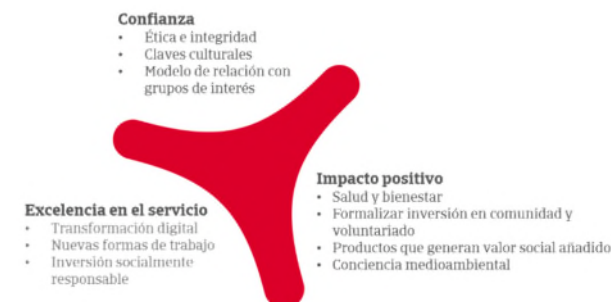 Confianza
• Ética e integridad
• Claves culturales
• Modelo de relación con
grupos de interés
Impacto positivo
• Salud y bienestar
• Formalizar inversión en comunidad y
voluntariado
• Productos que generan valor social añadido
• Conciencia medioambiental
Excelencia en el servicio
• Transformación digital
• Nuevas formas de trabajo
• Inversión socialmente
responsable